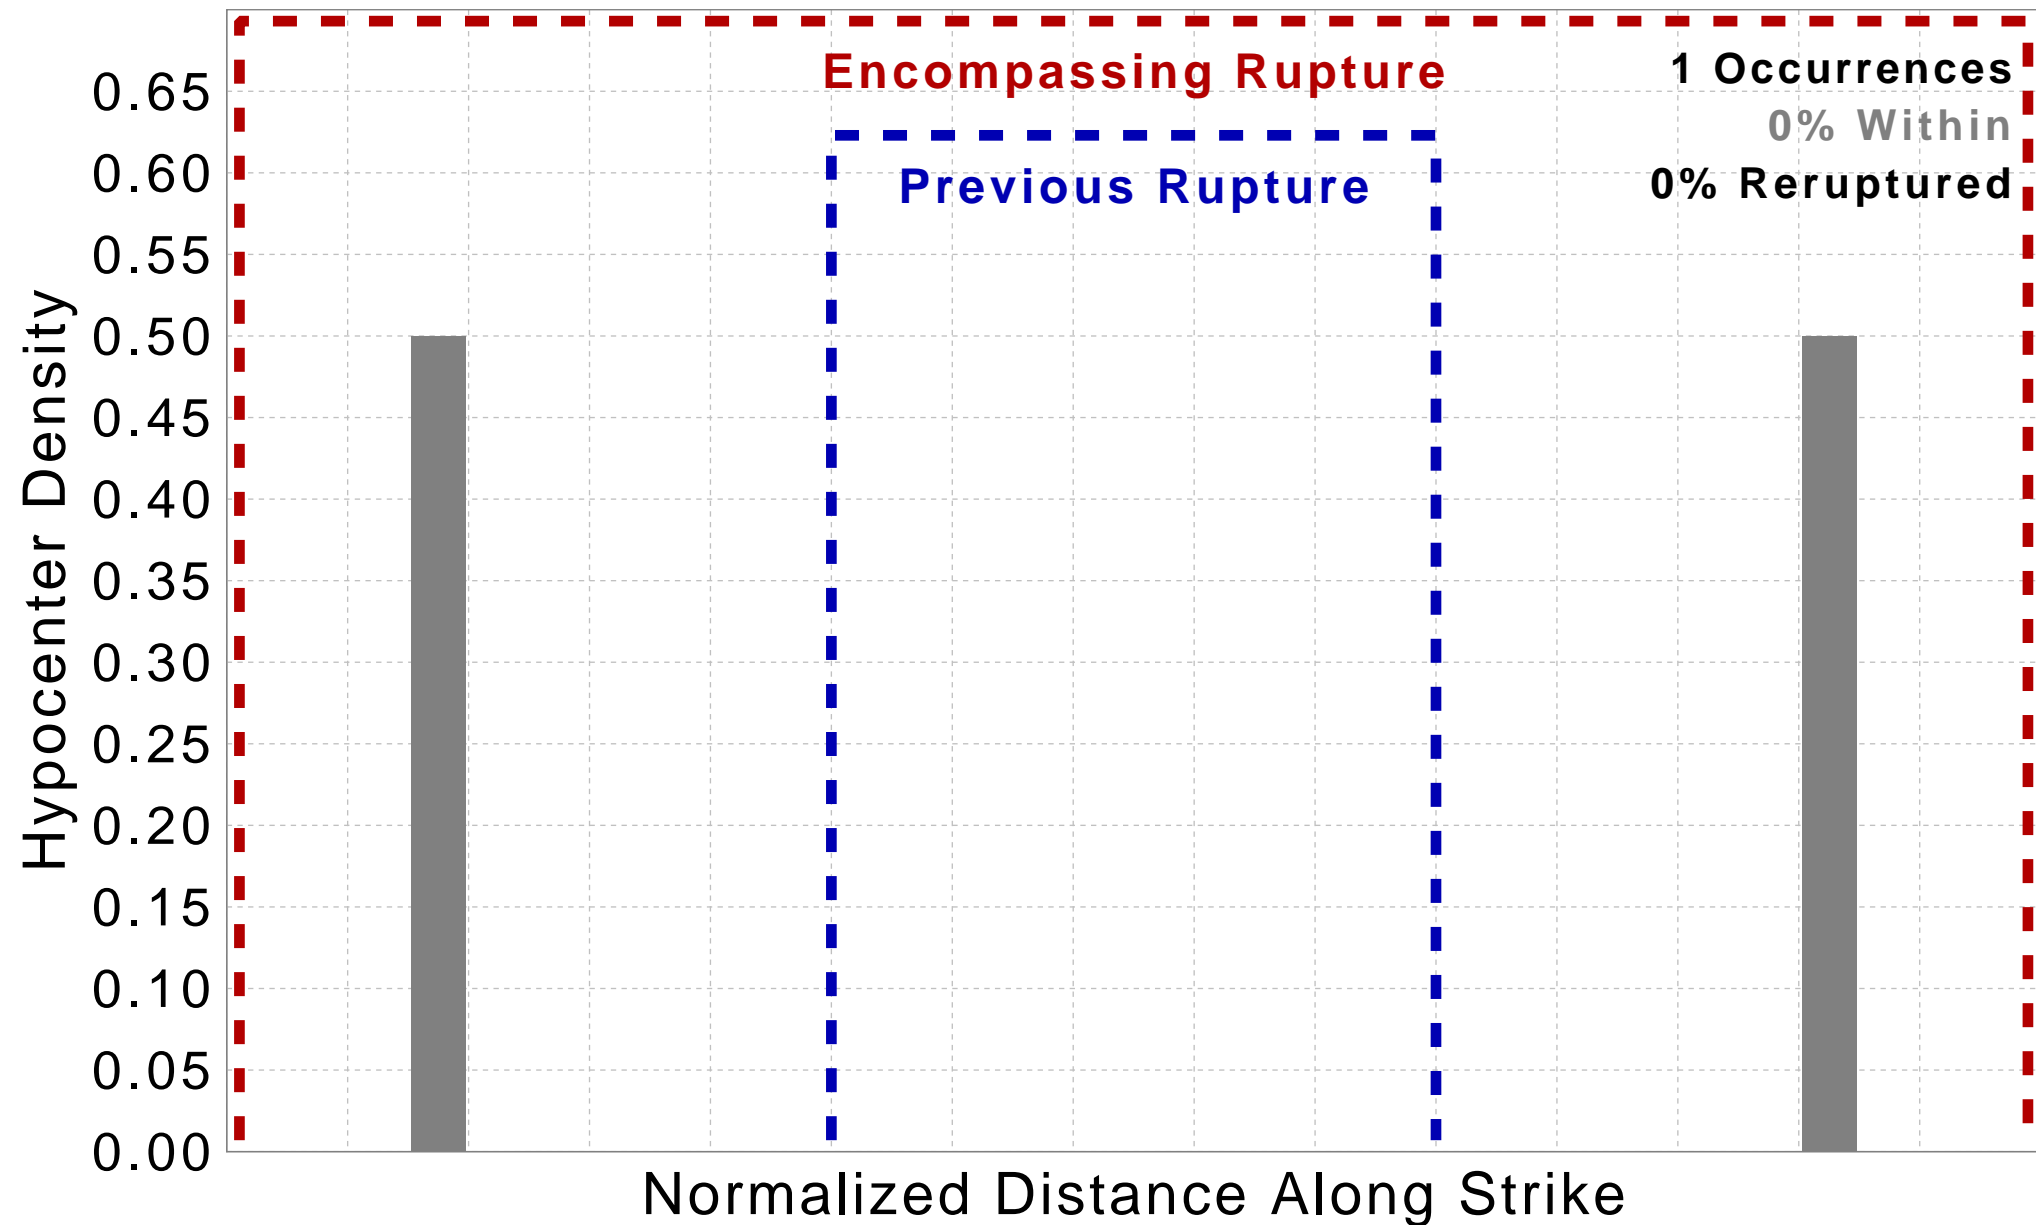 Encompassing Rupture
1 Occurrences
0% Within
0% Reruptured
Previous Rupture
0.65
0.60
0.55
0.50
0.45
0.40
0.35
0.30
0.25
0.20
0.15
0.10
0.05
0.00
Hypocenter Density
Normalized Distance Along Strike